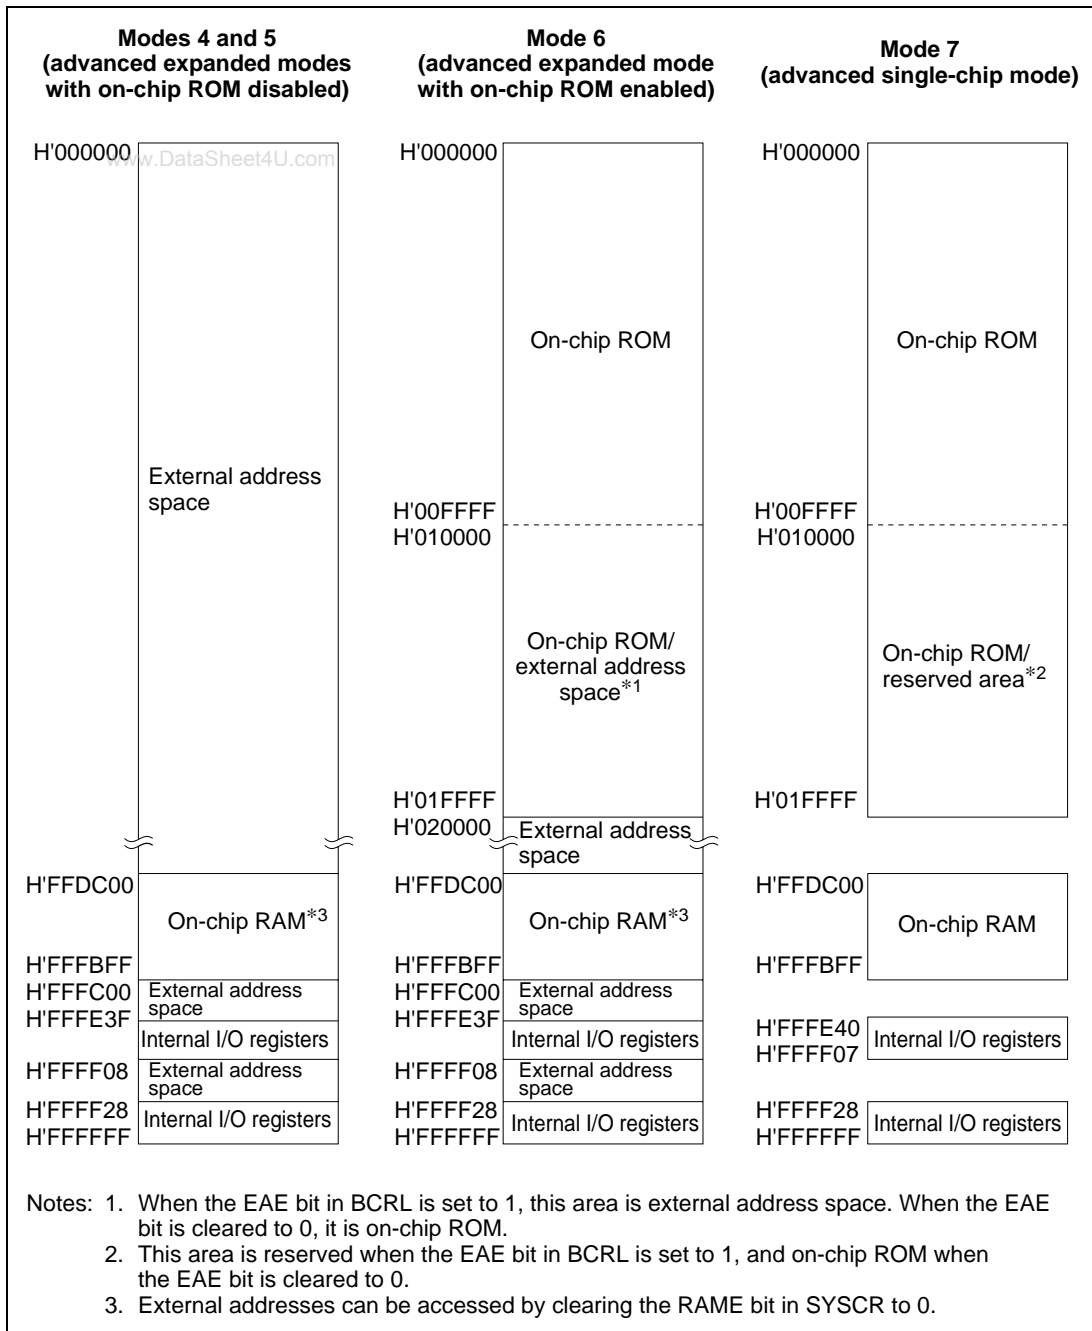 Modes 4 and 5
(advanced expanded modes
with on-chip ROM disabled)
H'000000
www.DataSheet4U.com
External address
space
H'FFDC00
On-chip RAM*3
H'FFFBFF
H'FFFC00
External address
space
H'FFFE3F
Internal I/O registers
H'FFFF08
External address
space
H'FFFF28
Internal I/O registers
H'FFFFFF
Mode 6
(advanced expanded mode
with on-chip ROM enabled)
H'000000
On-chip ROM
H'00FFFF
H'010000
On-chip ROM/
external address
space*1
H'01FFFF
H'020000
External address
space
H'FFDC00
On-chip RAM*3
H'FFFBFF
H'FFFC00
External address
space
H'FFFE3F
Internal I/O registers
H'FFFF08
External address
space
H'FFFF28
Internal I/O registers
H'FFFFFF
Mode 7
(advanced single-chip mode)
H'000000
On-chip ROM
H'00FFFF
H'010000
On-chip ROM/
reserved area*2
H'01FFFF
H'FFDC00
On-chip RAM
H'FFFBFF
H'FFFE40
Internal I/O registers
H'FFFF07
H'FFFF28
Internal I/O registers
H'FFFFFF
Notes: 1. When the EAE bit in BCRL is set to 1, this area is external address space. When the EAE
bit is cleared to 0, it is on-chip ROM.
2. This area is reserved when the EAE bit in BCRL is set to 1, and on-chip ROM when
the EAE bit is cleared to 0.
3. External addresses can be accessed by clearing the RAME bit in SYSCR to 0.